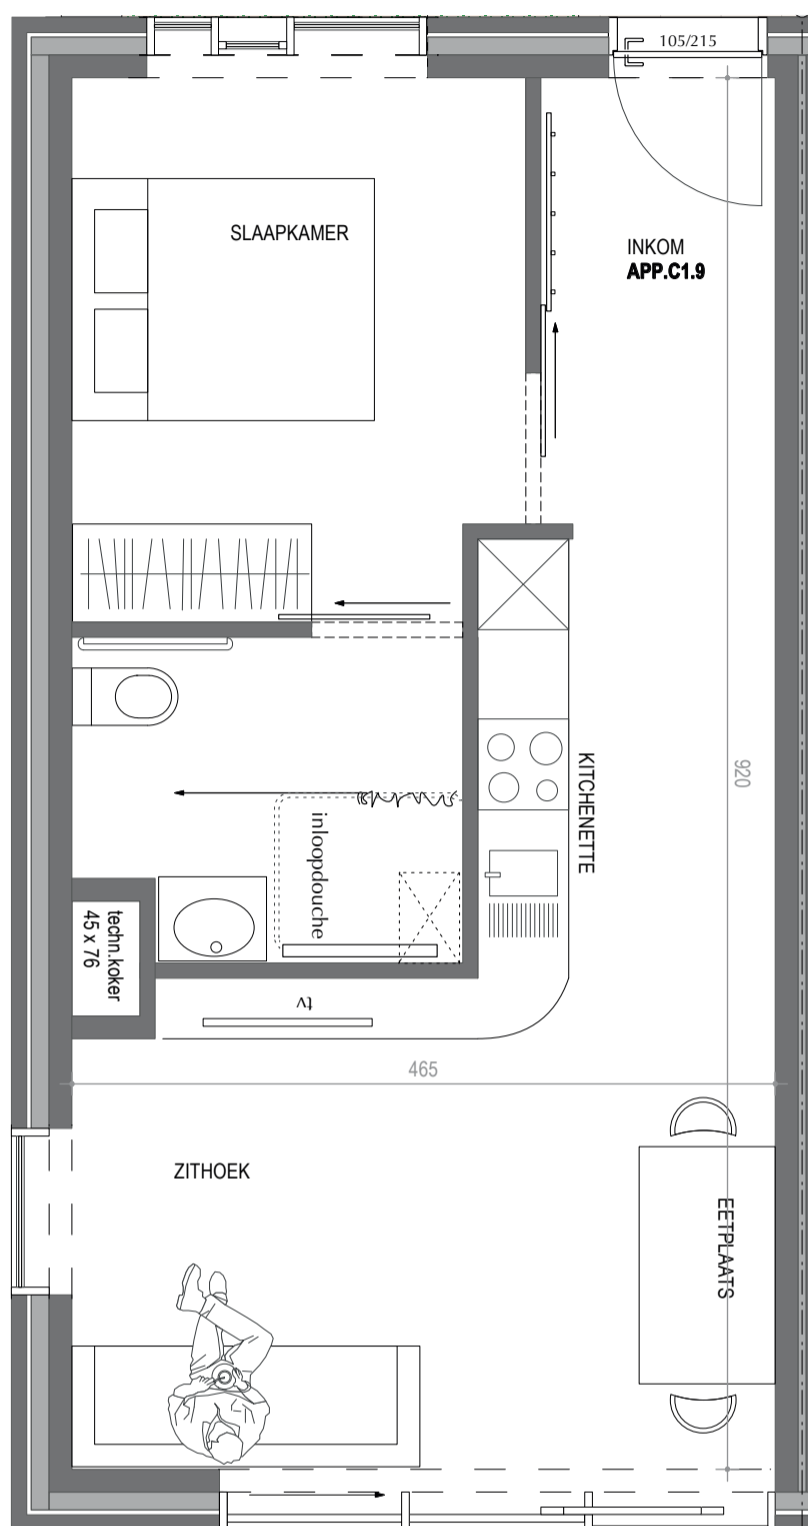 105/215
SLAAPKAMER
INKOM
APP.C1.9
920
KITCHENETTE
inloopdouche
techn.koker
45 x 76
tv
465
ZITHOEK
EETPLAATS